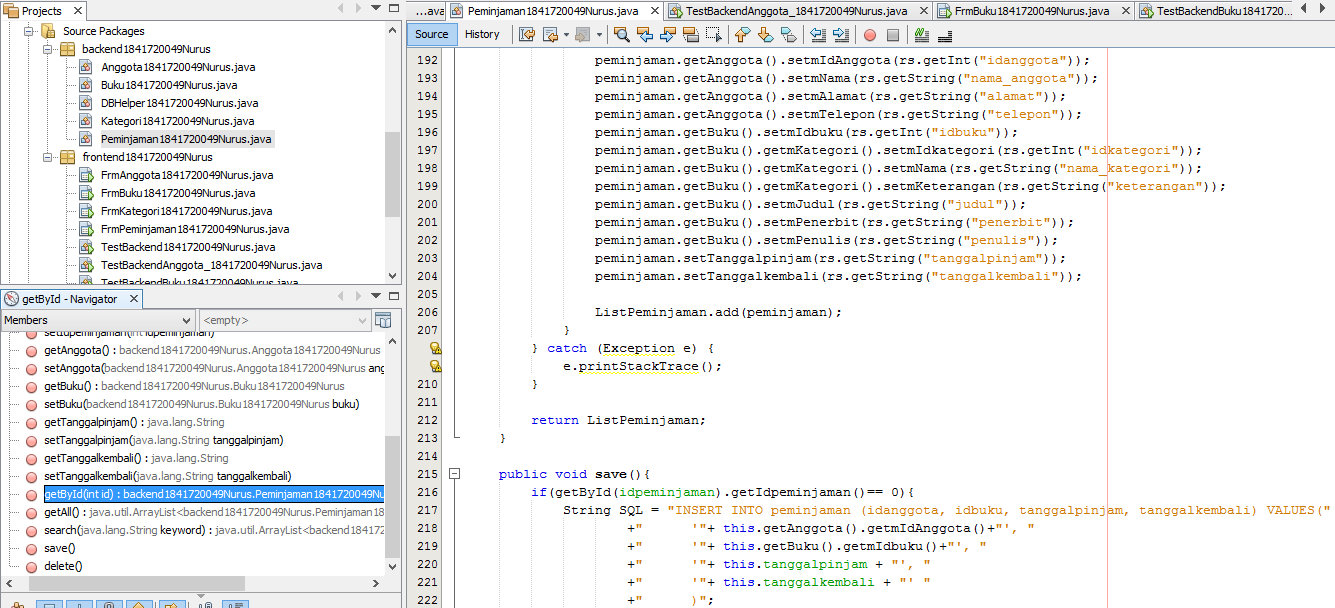 Projects
Source Packages
backend1841720049Nurus
Anggota1841720049Nurus.java
Buku1841720049Nurus.java
DBHelper1841720049Nurus.java
Kategori1841720049Nurus.java
Peminjaman1841720049Nurus.java
frontend1841720049Nurus
FrmAnggota1841720049Nurus.java
FrmBuku1841720049Nurus.java
FrmKategori1841720049Nurus.java
FrmPeminjaman1841720049Nurus.java
TestBackend1841720049Nurus.java
TestBackendAnggota_1841720049Nurus.java
TestBackendBuku1841720049Nurus.java
getById - Navigator
Members <empty>
setIdpeminjaman(int idpeminjaman)
getAnggota() : backend1841720049Nurus.Anggota1841720049Nurus
setAnggota(backend1841720049Nurus.Anggota1841720049Nurus ang
getBuku() : backend1841720049Nurus.Buku1841720049Nurus
setBuku(backend1841720049Nurus.Buku1841720049Nurus buku)
getTanggalpinjam() : java.lang.String
setTanggalpinjam(java.lang.String tanggalpinjam)
getTanggalkembali() : java.lang.String
setTanggalkembali(java.lang.String tanggalkembali)
getById(int id) : backend1841720049Nurus.Peminjaman1841720049Nu
getAll() : java.util.ArrayList<backend1841720049Nurus.Peminjaman18
search(java.lang.String keyword) : java.util.ArrayList<backend1841720
save()
delete()
...ava Peminjaman1841720049Nurus.java TestBackendAnggota_1841720049Nurus.java FrmBuku1841720049Nurus.java TestBackendBuku1841720...
Source History
192 peminjaman.getAnggota().setmIdAnggota(rs.getInt("idanggota"));
193 peminjaman.getAnggota().setmNama(rs.getString("nama_anggota"));
194 peminjaman.getAnggota().setmAlamat(rs.getString("alamat"));
195 peminjaman.getAnggota().setmTelepon(rs.getString("telepon"));
196 peminjaman.getBuku().setmIdbuku(rs.getInt("idbuku"));
197 peminjaman.getBuku().getmKategori().setmIdkategori(rs.getInt("idkategori"));
198 peminjaman.getBuku().getmKategori().setmNama(rs.getString("nama_kategori"));
199 peminjaman.getBuku().getmKategori().setmKeterangan(rs.getString("keterangan"));
200 peminjaman.getBuku().setmJudul(rs.getString("judul"));
201 peminjaman.getBuku().setmPenerbit(rs.getString("penerbit"));
202 peminjaman.getBuku().setmPenulis(rs.getString("penulis"));
203 peminjaman.setTanggalpinjam(rs.getString("tanggalpinjam"));
204 peminjaman.setTanggalkembali(rs.getString("tanggalkembali"));
205
206 ListPeminjaman.add(peminjaman);
207 }
} catch (Exception e) {
e.printStackTrace();
210 }
211
212 return ListPeminjaman;
213 }
214
215 public void save(){
216 if(getById(idpeminjaman).getIdpeminjaman()== 0){
217 String SQL = "INSERT INTO peminjaman (idanggota, idbuku, tanggalpinjam, tanggalkembali) VALUES("
218 +" '"+ this.getAnggota().getmIdAnggota()+"', "
219 +" '"+ this.getBuku().getmIdbuku()+"', "
220 +" '"+ this.tanggalpinjam + "', "
221 +" '"+ this.tanggalkembali + "' "
222 +" )";